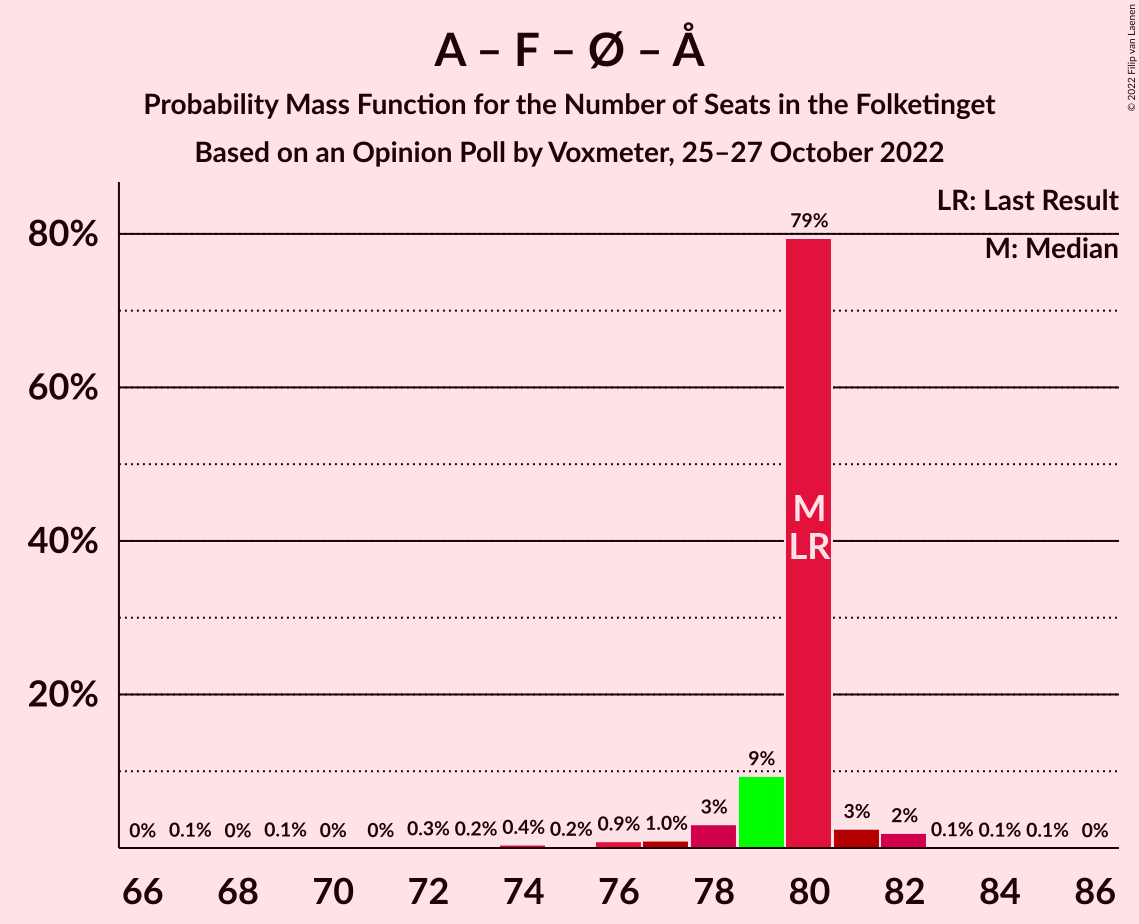 A – F – Ø – Å
Probability Mass Function for the Number of Seats in the Folketinget
Based on an Opinion Poll by Voxmeter, 25–27 October 2022
© 2022 Filip van Laenen
LR: Last Result
M: Median
80%
60%
40%
20%
0% 0.1% 0% 0.1% 0% 0% 0.3% 0.2% 0.4% 0.2% 0.9% 1.0% 3% 9% 79% 3% 2% 0.1% 0.1% 0.1% 0%
M
LR
66 68 70 72 74 76 78 80 82 84 86